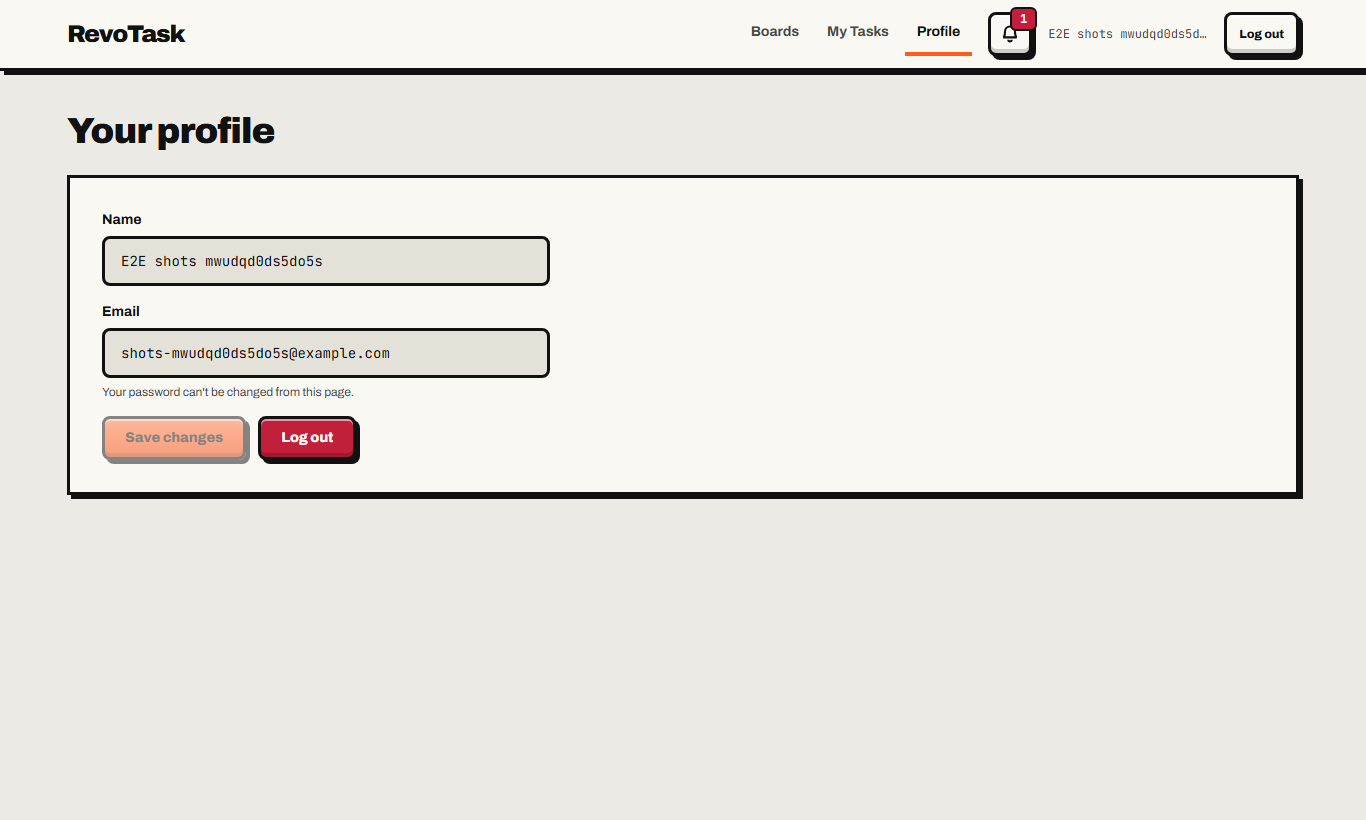 RevoTask
Boards
My Tasks
Profile
1
E2E shots mwudqd0ds5d…
Log out
Your profile
Name
E2E shots mwudqd0ds5do5s
Email
shots-mwudqd0ds5do5s@example.com
Your password can't be changed from this page.
Save changes
Log out